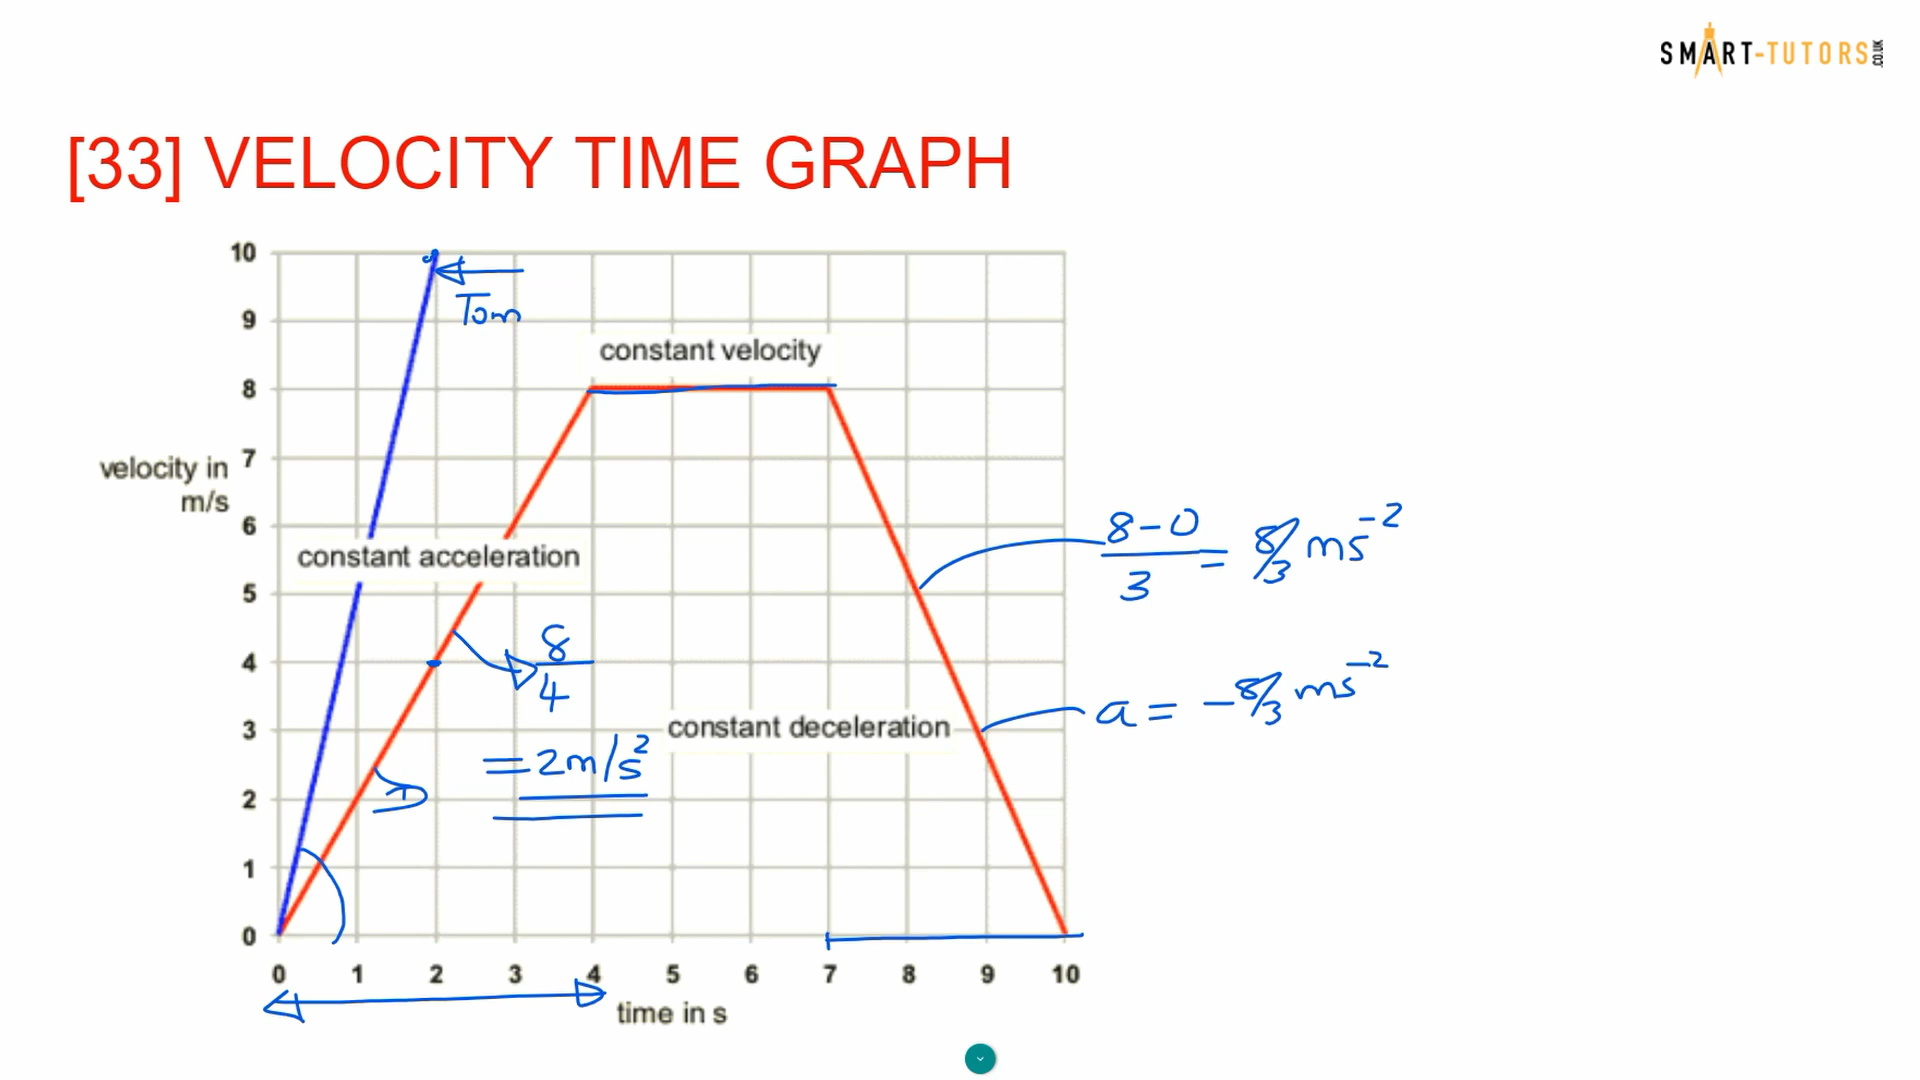 SMART-TUTORS.CO.UK
[33] VELOCITY TIME GRAPH
10
9
8
7
6
5
4
3
2
1
0
velocity in
m/s
Tom
constant velocity
constant acceleration
8/4
= 2m/s²
constant deceleration
8-0/3 = 8/3 ms⁻²
a = -8/3 ms⁻²
0 1 2 3 4 5 6 7 8 9 10
time in s